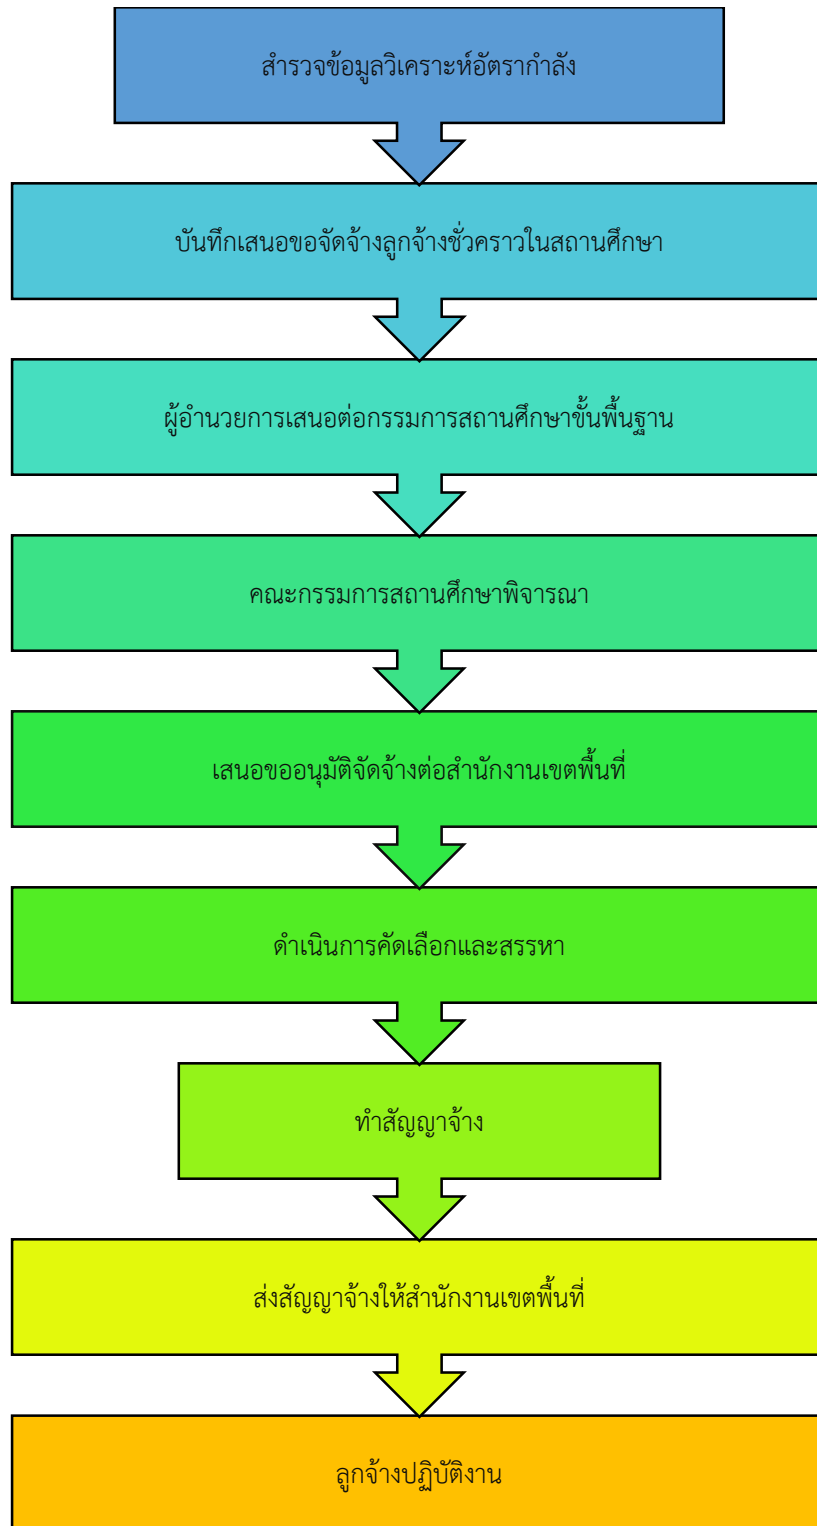 สำรวจข้อมูลวิเคราะห์อัตรากำลัง
บันทึกเสนอขอจัดจ้างลูกจ้างชั่วคราวในสถานศึกษา
ผู้อำนวยการเสนอต่อกรรมการสถานศึกษาขั้นพื้นฐาน
คณะกรรมการสถานศึกษาพิจารณา
เสนอขออนุมัติจัดจ้างต่อสำนักงานเขตพื้นที่
ดำเนินการคัดเลือกและสรรหา
ทำสัญญาจ้าง
ส่งสัญญาจ้างให้สำนักงานเขตพื้นที่
ลูกจ้างปฏิบัติงาน